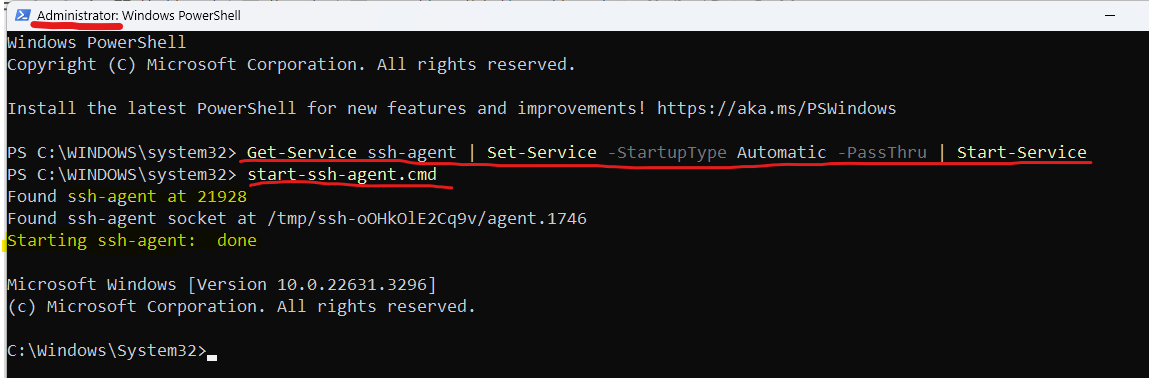 Administrator: Windows PowerShell
Windows PowerShell
Copyright (C) Microsoft Corporation. All rights reserved.
Install the latest PowerShell for new features and improvements! https://aka.ms/PSWindows
PS C:\WINDOWS\system32> Get-Service ssh-agent | Set-Service -StartupType Automatic -PassThru | Start-Service
PS C:\WINDOWS\system32> start-ssh-agent.cmd
Found ssh-agent at 21928
Found ssh-agent socket at /tmp/ssh-oOHkOlE2Cq9v/agent.1746
Starting ssh-agent:  done
Microsoft Windows [Version 10.0.22631.3296]
(c) Microsoft Corporation. All rights reserved.
C:\Windows\System32>